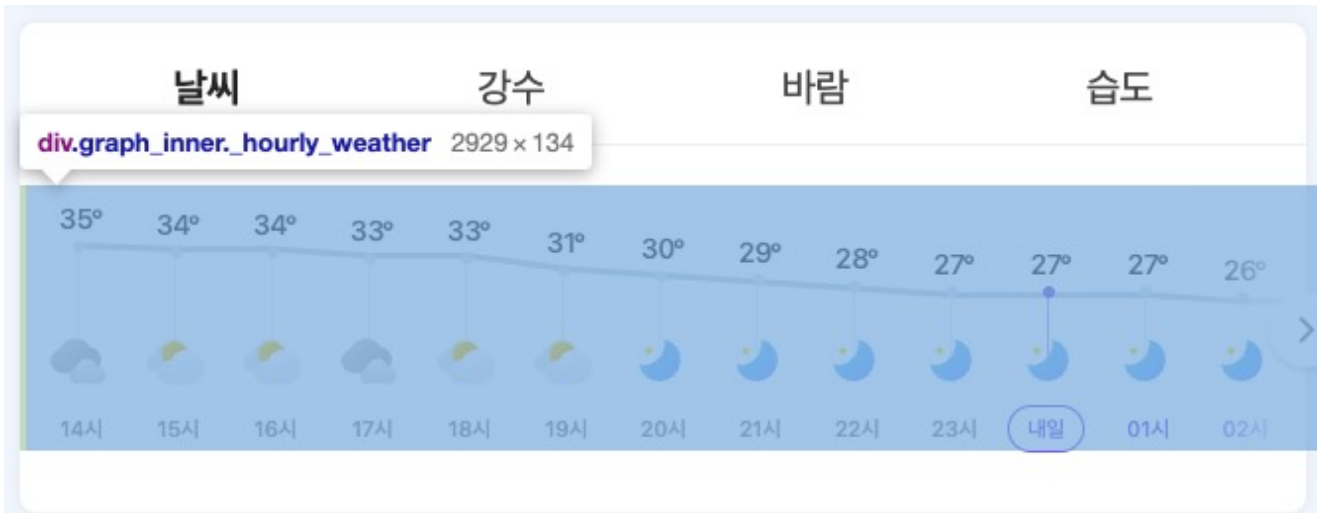 날씨 강수 바람 습도
div.graph_inner._hourly_weather 2929 × 134
35° 34° 34° 33° 33° 31° 30° 29° 28° 27° 27° 27° 26°
14시 15시 16시 17시 18시 19시 20시 21시 22시 23시 내일 01시 02시